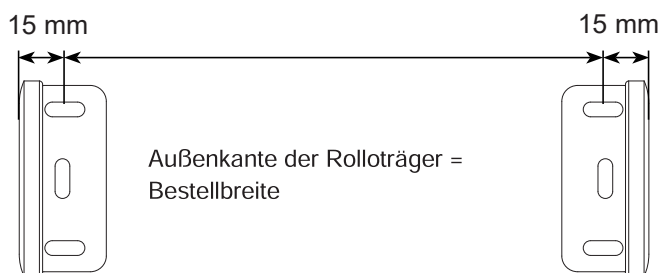 15 mm
15 mm
Außenkante der Rolloträger =
Bestellbreite